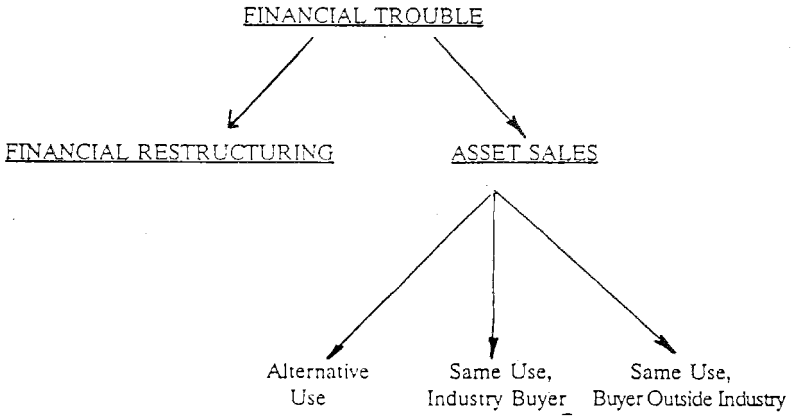 FINANCIAL TROUBLE
FINANCIAL RESTRUCTURING
ASSET SALES
Alternative
Use
Same Use,
Industry Buyer
Same Use,
Buyer Outside Industry